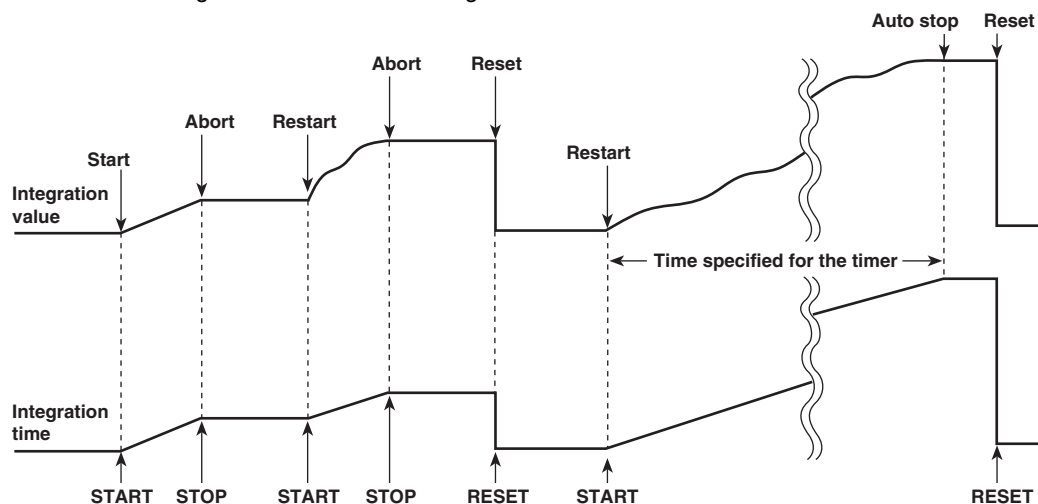 Auto stop Reset
Abort Reset
Abort Restart
Start
Restart
Integration
value
Time specified for the timer
Integration
time
START STOP START STOP RESET START RESET